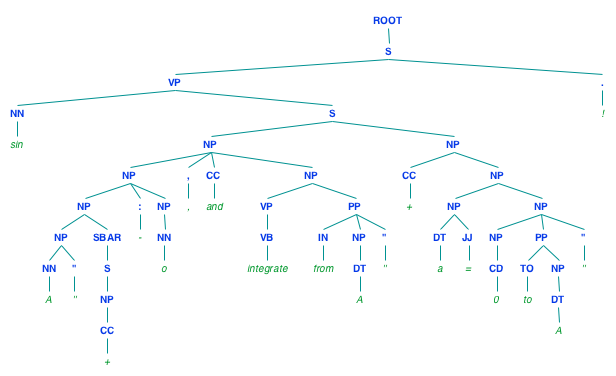 ROOT
S
VP .
NN S !
sin NP NP
NP , CC NP CC NP
NP : NP , and VP PP + NP NP
NP SBAR - NN VB IN NP " DT JJ NP PP "
NN " S o integrate from DT " a = CD TO NP "
A " NP A 0 to DT
CC A
+